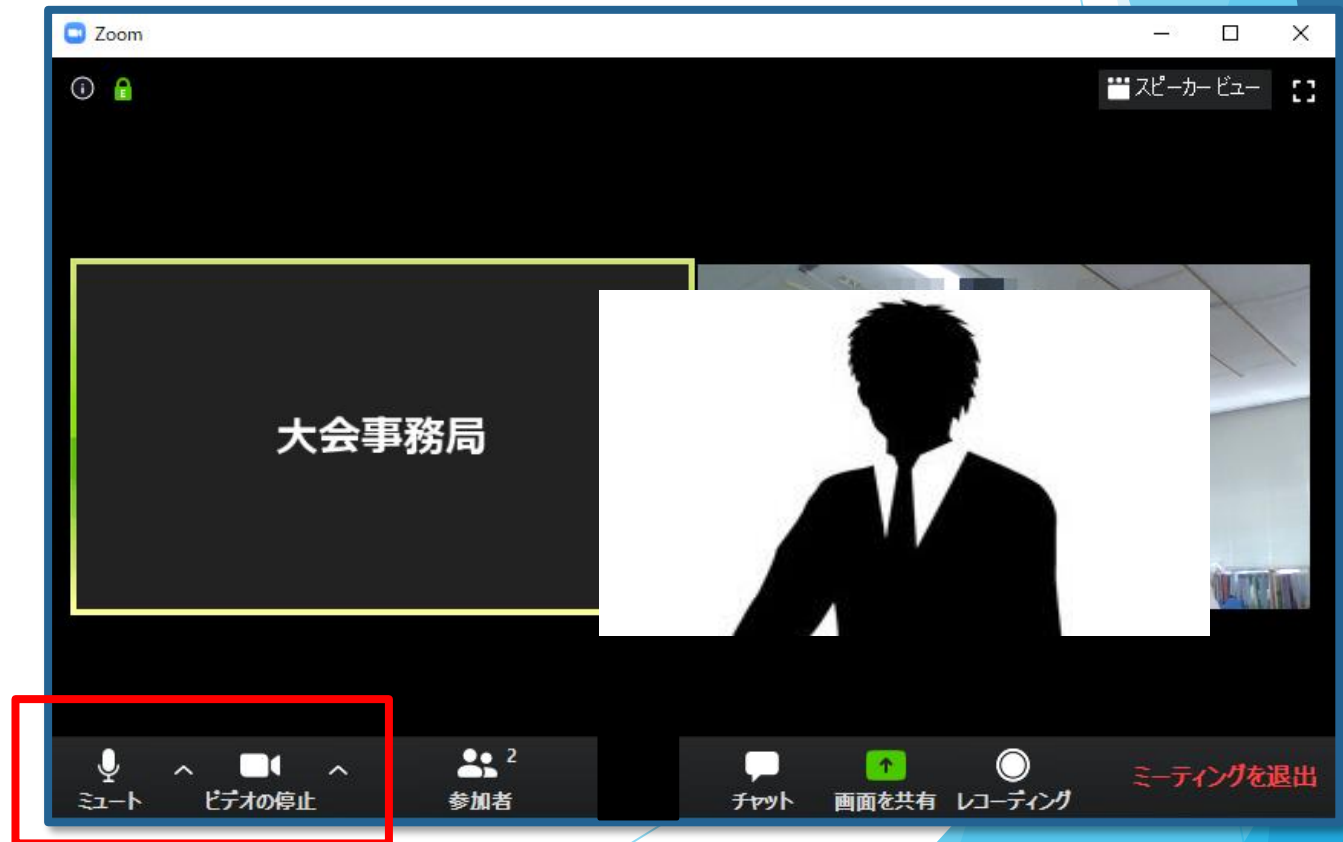 Zoom
スピーカー ビュー
大会事務局
2
ミュート
ビデオの停止
参加者
チャット
画面を共有
レコーディング
ミーティングを退出